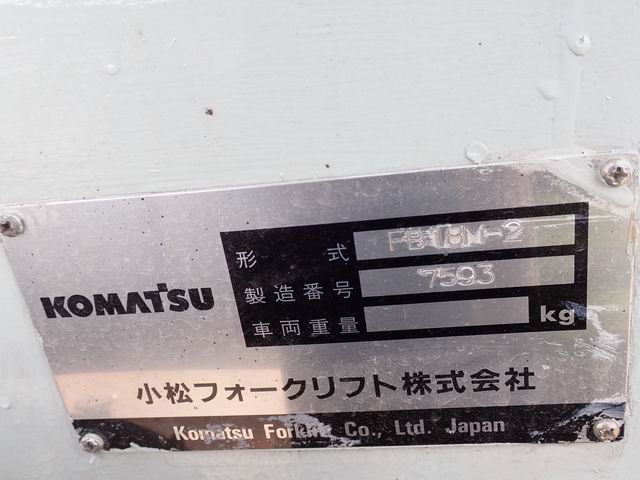 KOMATSU
形 式 FB18M-2
製造番号 7593
車両重量 kg
小松フォークリフト株式会社
Komatsu Forklift Co., Ltd. Japan